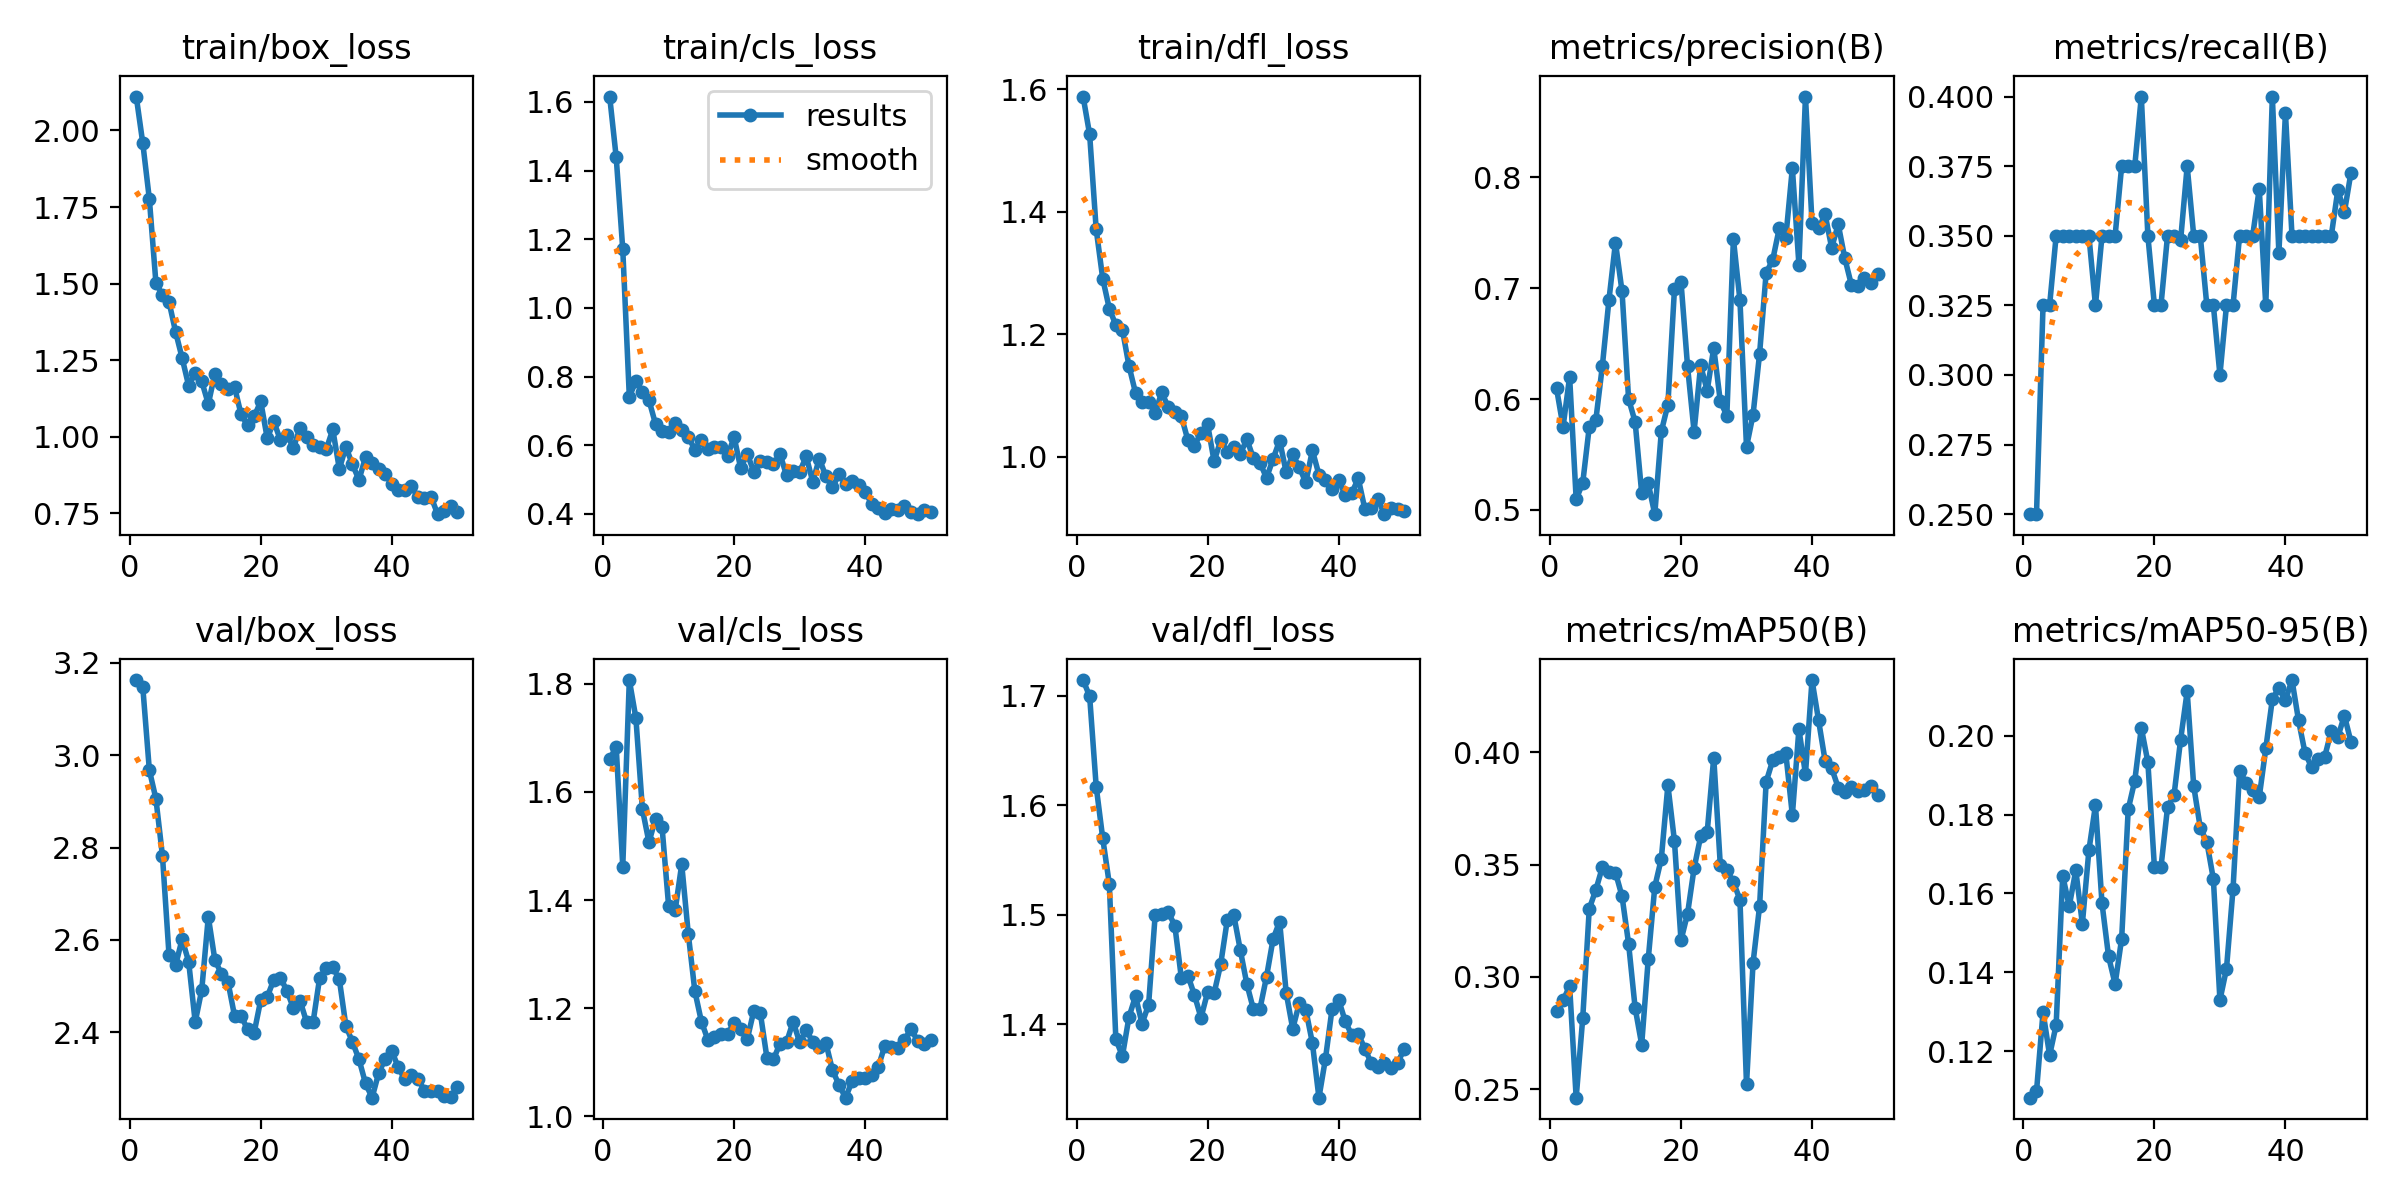 train/box_loss
train/cls_loss
train/dfl_loss
metrics/precision(B)
metrics/recall(B)
2.00
1.75
1.50
1.25
1.00
0.75
0 20 40
1.6
1.4
1.2
1.0
0.8
0.6
0.4
results
smooth
0 20 40
1.6
1.4
1.2
1.0
0 20 40
0.8
0.7
0.6
0.5
0 20 40
0.400
0.375
0.350
0.325
0.300
0.275
0.250
0 20 40
val/box_loss
val/cls_loss
val/dfl_loss
metrics/mAP50(B)
metrics/mAP50-95(B)
3.2
3.0
2.8
2.6
2.4
0 20 40
1.8
1.6
1.4
1.2
1.0
0 20 40
1.7
1.6
1.5
1.4
0 20 40
0.40
0.35
0.30
0.25
0 20 40
0.20
0.18
0.16
0.14
0.12
0 20 40